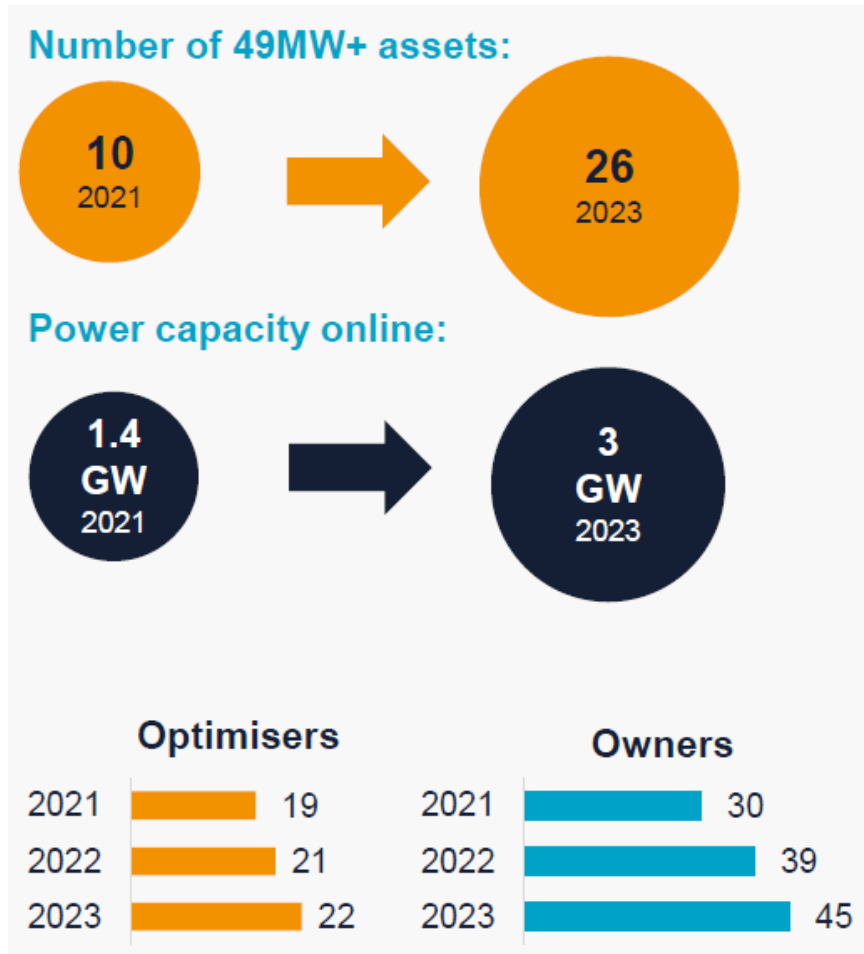 Number of 49MW+ assets:
10
2021
26
2023
Power capacity online:
1.4
GW
2021
3
GW
2023
Optimisers
2021 19
2022 21
2023 22
Owners
2021 30
2022 39
2023 45